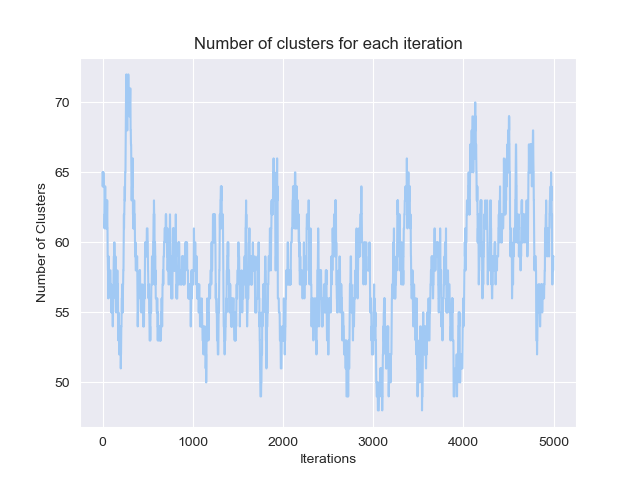 Number of clusters for each iteration
Number of Clusters
70
65
60
55
50
0 1000 2000 3000 4000 5000
Iterations